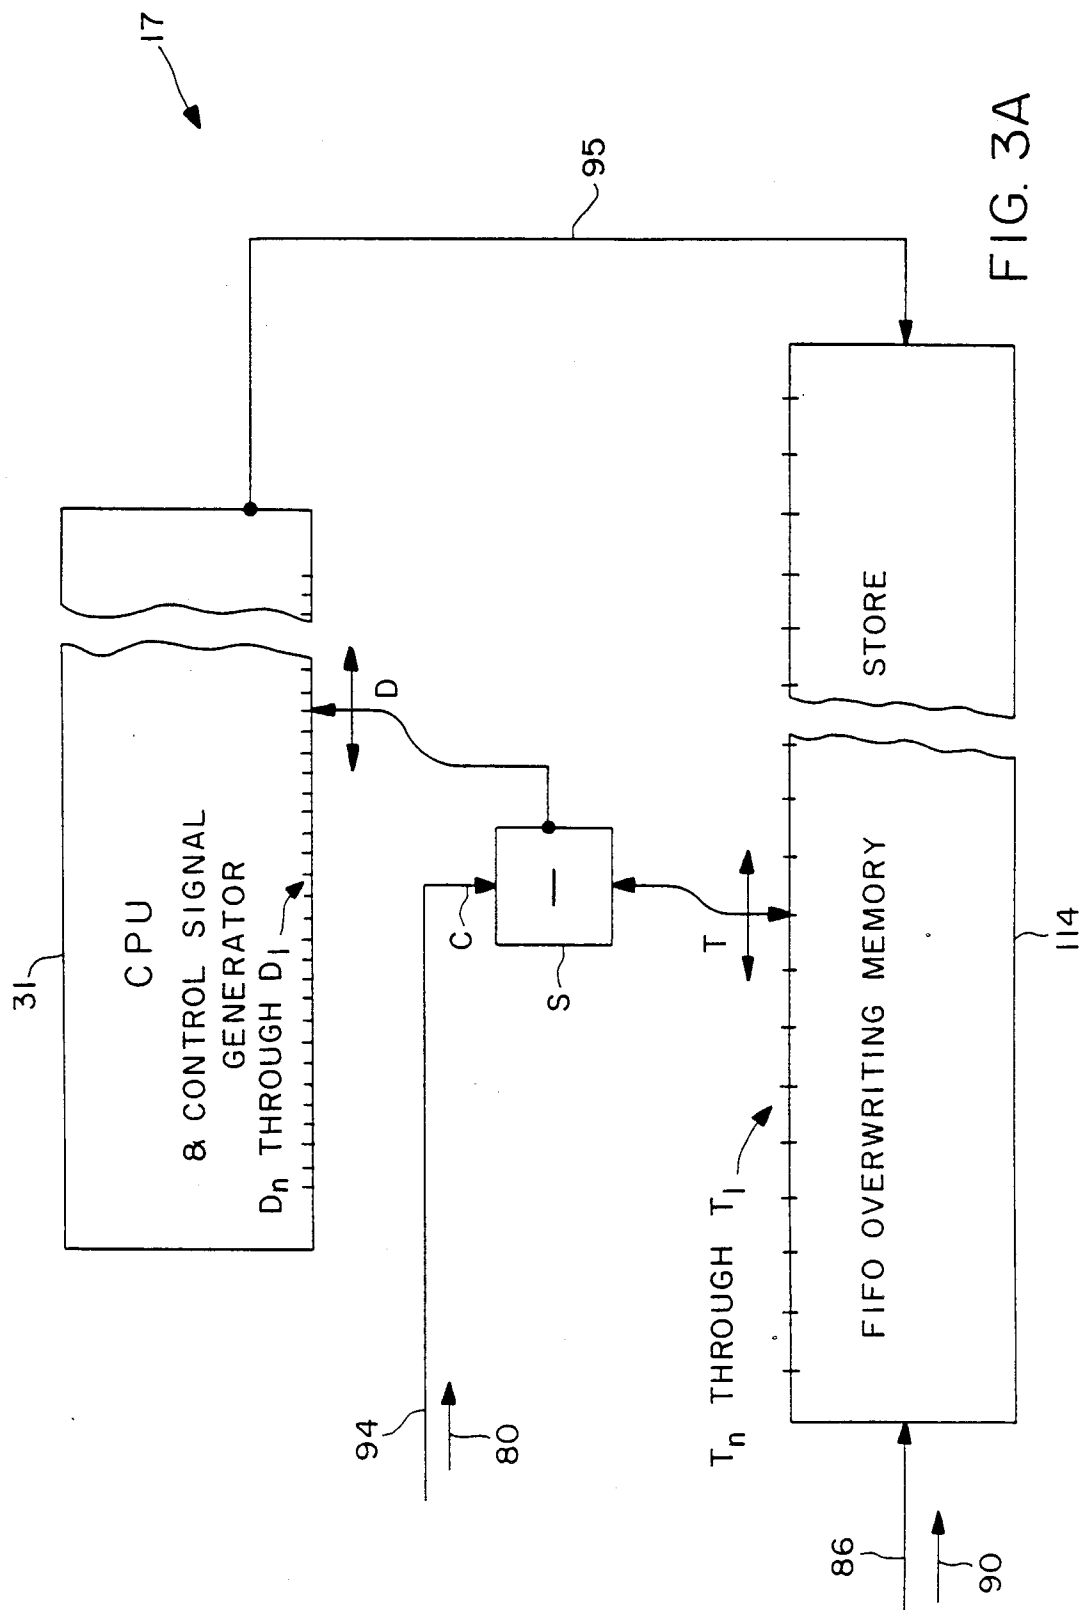 17
31
CPU
& CONTROL SIGNAL
GENERATOR
Dn THROUGH D1
95
D
94
80
C
S
T
Tn THROUGH T1
86
90
FIFO OVERWRITING MEMORY
STORE
114
FIG. 3A